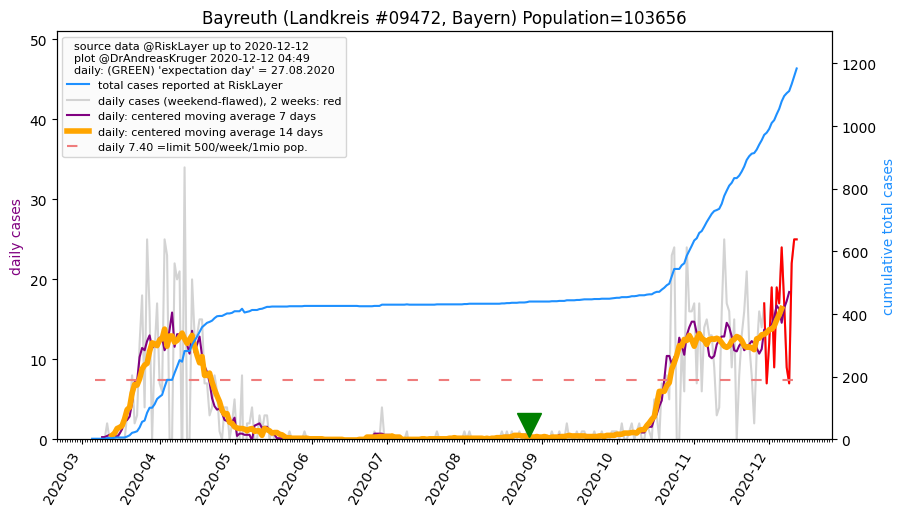 Bayreuth (Landkreis #09472, Bayern) Population=103656
source data @RiskLayer up to 2020-12-12
plot @DrAndreasKruger 2020-12-12 04:49
daily: (GREEN) 'expectation day' = 27.08.2020
total cases reported at RiskLayer
daily cases (weekend-flawed), 2 weeks: red
daily: centered moving average 7 days
daily: centered moving average 14 days
daily 7.40 =limit 500/week/1mio pop.
daily cases
50
40
30
20
10
0
cumulative total cases
1200
1000
800
600
400
200
0
2020-03
2020-04
2020-05
2020-06
2020-07
2020-08
2020-09
2020-10
2020-11
2020-12